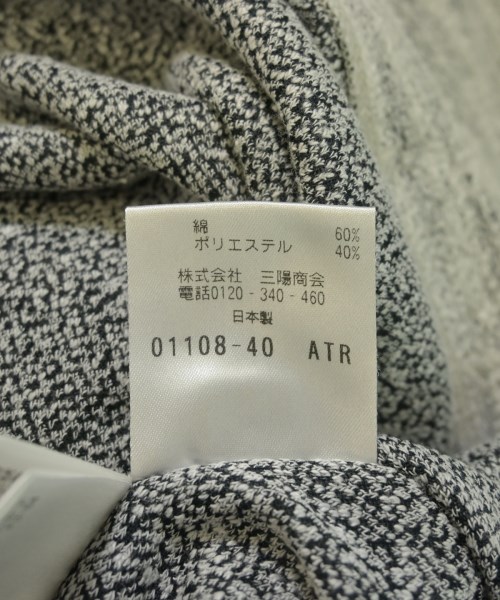 綿 60%
ポリエステル 40%
株式会社 三陽商会
電話0120-340-460
日本製
01108-40 ATR